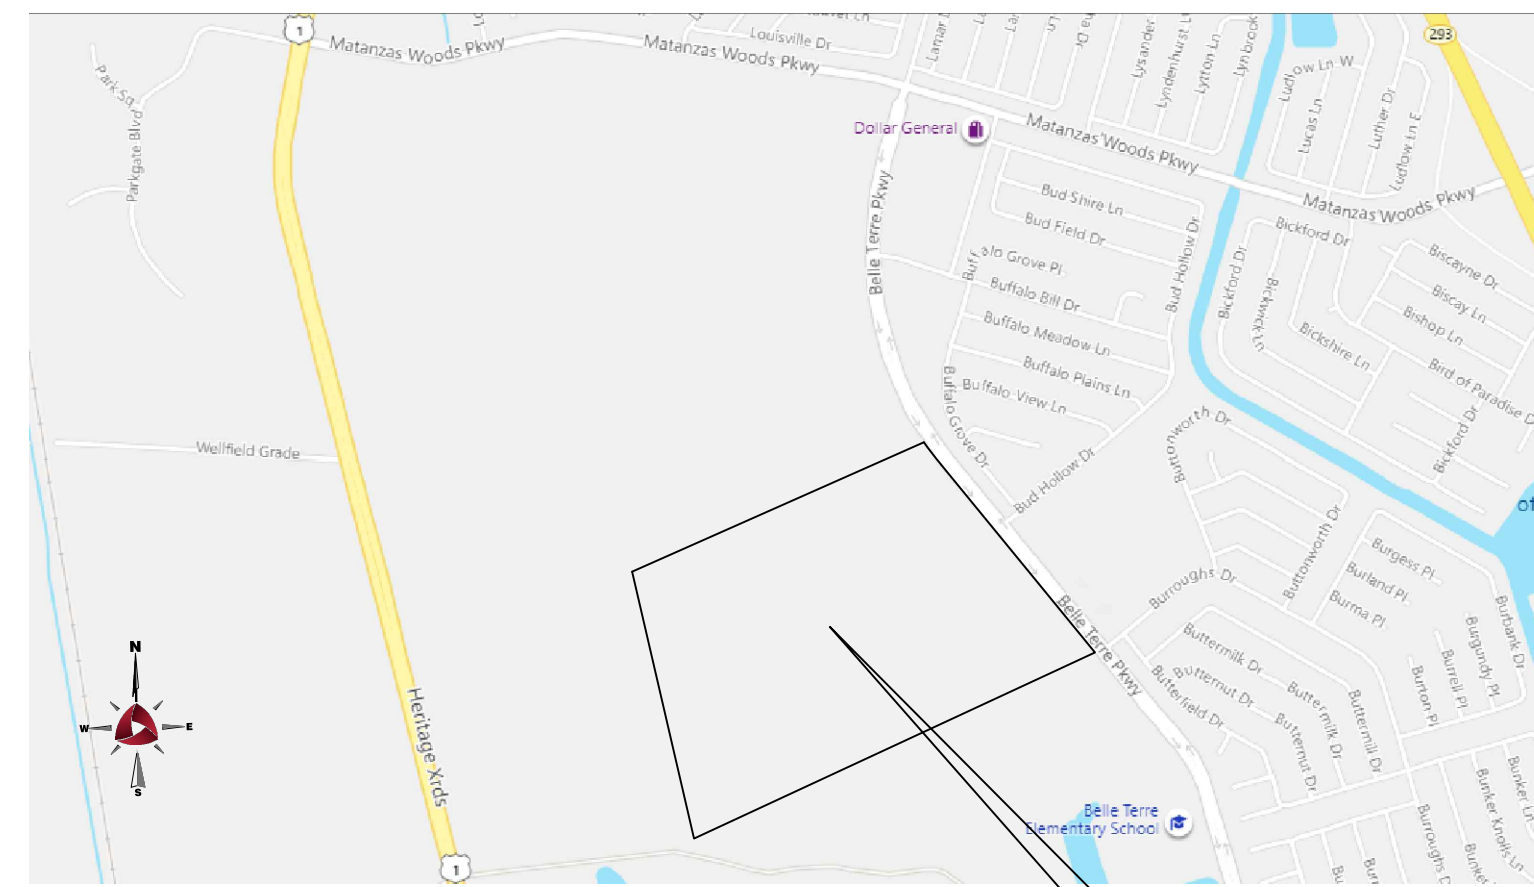 1
Matanzas Woods Pkwy
Louisville Dr
Matanzas Woods Pkwy
Lamar
Lysander
Lyndenhurst L
Lytton Ln
Lynbrook
293
Ludlow Ln W
Lucas Ln
Luther Dr
Ludlow Ln E
Park Sq
Parkgate Blvd
Dollar General
Matanzas Woods Pkwy
Matanzas Woods Pkwy
Belle Terre Pkwy
Bud Shire Ln
Bud Field Dr
Bud Hollow Dr
Buffalo Grove Pl
Buffalo Bill Dr
Buffalo Meadow Ln
Buffalo Plains Ln
Buffalo View Ln
Buffalo Grove Dr
Bud Hollow Dr
Bickford Dr
Bickford Dr
Bickwick Ln
Bickshire Ln
Biscayne Dr
Biscay Ln
Bishop Ln
Bird of Paradise D
Bickford Dr
Wellfield Grade
Buttonworth Dr
Buttonworth Dr
of
Burgess Pl
Burland Pl
Burma Pl
Burroughs Dr
Burbank Dr
Burgundy Pl
Burrell Pl
Burton Pl
Belle Terre Pkwy
Buttermilk Dr
Butternut Dr
Butterfield Dr
Buttermilk Dr
Butternut Dr
Buttermill Dr
N
W
E
S
Heritage Xrds
Belle Terre
Elementary School
Bunker Ln
Bunker Knolls Ln
Burroughs D
Bunke
Bu
Bur
1